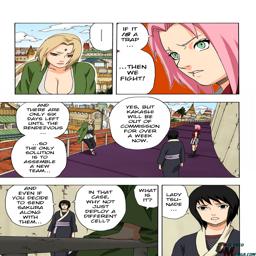 IF IT
IS A
TRAP
...
...THEN
WE
FIGHT!
YES, BUT
KAKASHI
WILL BE
OUT OF
COMMISSION
FOR OVER
A WEEK
NOW.
AND
THERE ARE
ONLY SIX
DAYS LEFT
UNTIL THE
RENDEZVOUS
...SO
THE ONLY
SOLUTION
IS TO
ASSEMBLE
A NEW
TEAM...
LADY
TSU-
NADE...
WHAT
IS
IT?
IN THAT
CASE,
WHY NOT
JUST
DEPLOY A
DIFFERENT
CELL?
AND
EVEN IF
YOU DECIDE
TO SEND
SAKURA
ALONG
WITH
THEM...